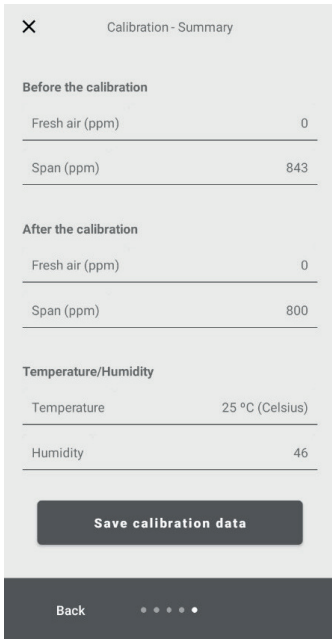 Calibration - Summary
Before the calibration
Fresh air (ppm) 0
Span (ppm) 843
After the calibration
Fresh air (ppm) 0
Span (ppm) 800
Temperature/Humidity
Temperature 25 ºC (Celsius)
Humidity 46
Save calibration data
Back